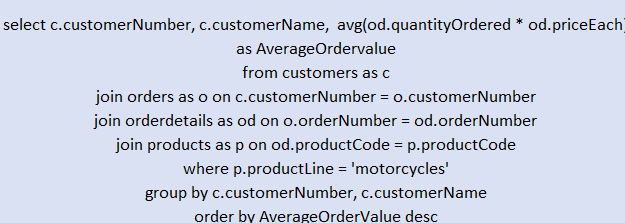 select c.customerNumber, c.customerName, avg(od.quantityOrdered * od.priceEach)
as AverageOrdervalue
from customers as c
join orders as o on c.customerNumber = o.customerNumber
join orderdetails as od on o.orderNumber = od.orderNumber
join products as p on od.productCode = p.productCode
where p.productLine = 'motorcycles'
group by c.customerNumber, c.customerName
order by AverageOrderValue desc